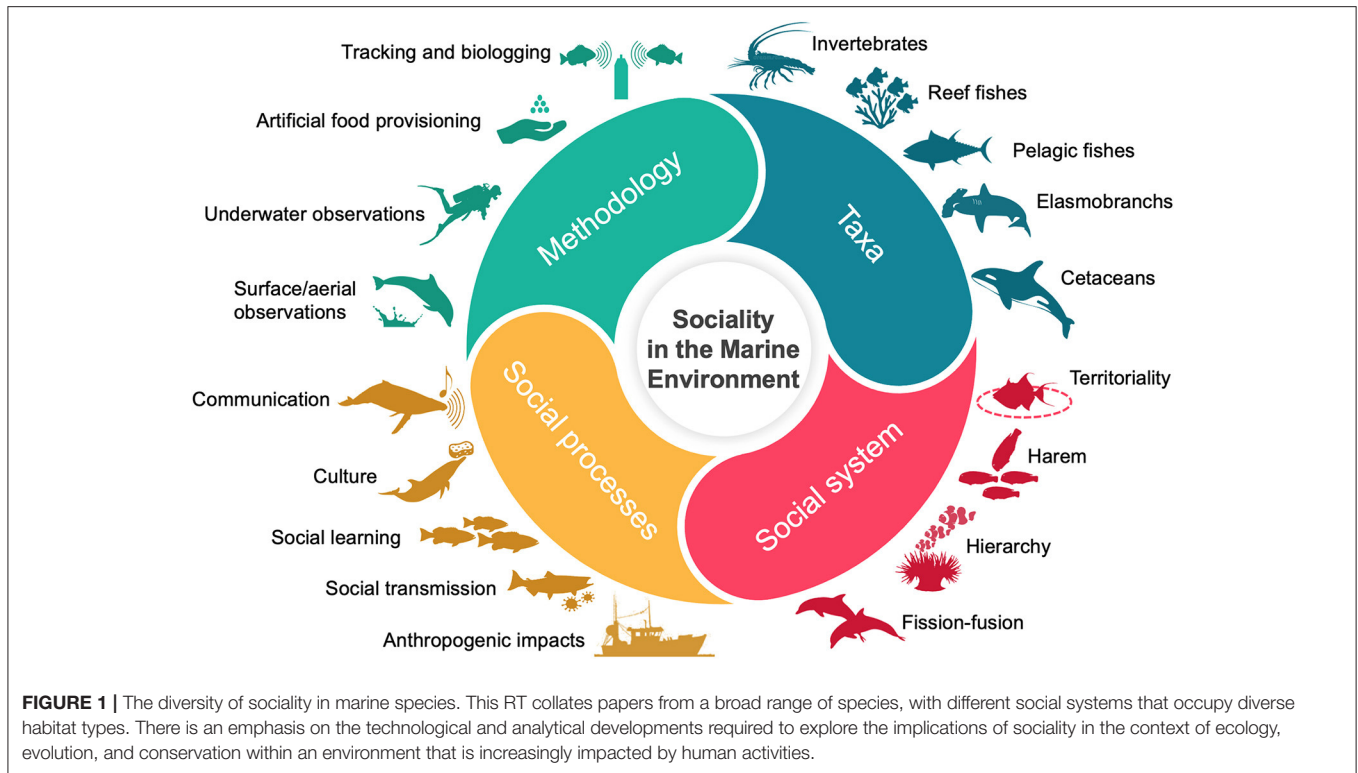 Tracking and biologging
Artificial food provisioning
Underwater observations
Surface/aerial
observations
Methodology
Invertebrates
Reef fishes
Pelagic fishes
Elasmobranchs
Cetaceans
Taxa
Sociality
in the Marine
Environment
Communication
Culture
Social learning
Social transmission
Anthropogenic impacts
Social processes
Territoriality
Harem
Hierarchy
Fission-fusion
Social system
FIGURE 1 | The diversity of sociality in marine species. This RT collates papers from a broad range of species, with different social systems that occupy diverse
habitat types. There is an emphasis on the technological and analytical developments required to explore the implications of sociality in the context of ecology,
evolution, and conservation within an environment that is increasingly impacted by human activities.